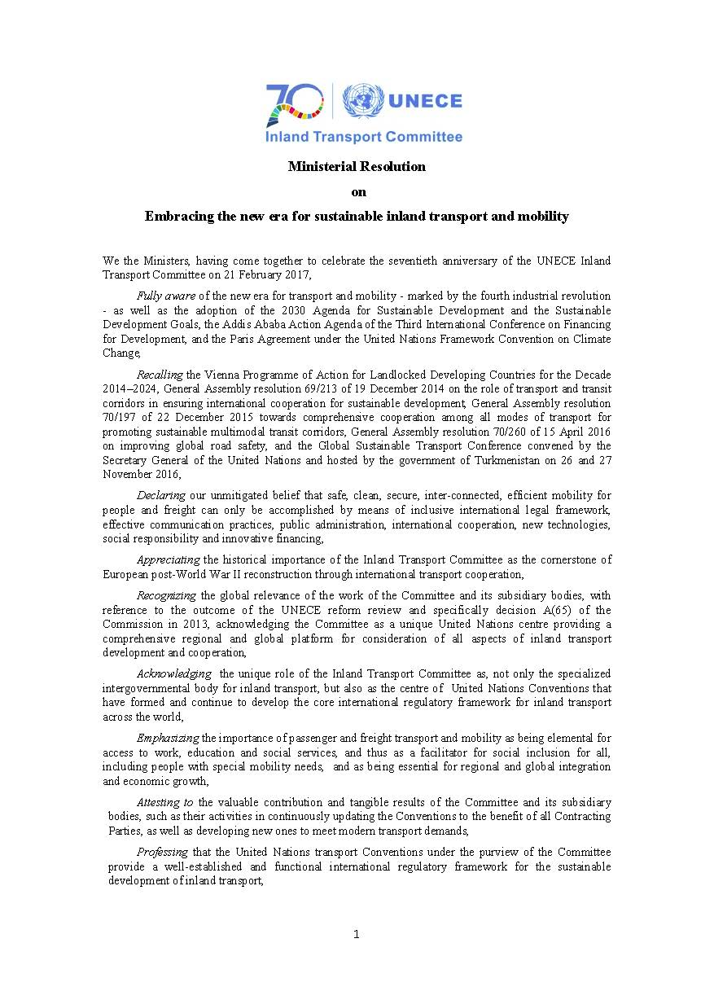 70 UNECE
Inland Transport Committee
Ministerial Resolution
on
Embracing the new era for sustainable inland transport and mobility
We the Ministers, having come together to celebrate the seventieth anniversary of the UNECE Inland
Transport Committee on 21 February 2017,
Fully aware of the new era for transport and mobility - marked by the fourth industrial revolution
- as well as the adoption of the 2030 Agenda for Sustainable Development and the Sustainable
Development Goals, the Addis Ababa Action Agenda of the Third International Conference on Financing
for Development, and the Paris Agreement under the United Nations Framework Convention on Climate
Change,
Recalling the Vienna Programme of Action for Landlocked Developing Countries for the Decade
2014–2024, General Assembly resolution 69/213 of 19 December 2014 on the role of transport and transit
corridors in ensuring international cooperation for sustainable development, General Assembly resolution
70/197 of 22 December 2015 towards comprehensive cooperation among all modes of transport for
promoting sustainable multimodal transit corridors, General Assembly resolution 70/260 of 15 April 2016
on improving global road safety, and the Global Sustainable Transport Conference convened by the
Secretary General of the United Nations and hosted by the government of Turkmenistan on 26 and 27
November 2016,
Declaring our unmitigated belief that safe, clean, secure, inter-connected, efficient mobility for
people and freight can only be accomplished by means of inclusive international legal framework,
effective communication practices, public administration, international cooperation, new technologies,
social responsibility and innovative financing,
Appreciating the historical importance of the Inland Transport Committee as the cornerstone of
European post-World War II reconstruction through international transport cooperation,
Recognizing the global relevance of the work of the Committee and its subsidiary bodies, with
reference to the outcome of the UNECE reform review and specifically decision A(65) of the
Commission in 2013, acknowledging the Committee as a unique United Nations centre providing a
comprehensive regional and global platform for consideration of all aspects of inland transport
development and cooperation,
Acknowledging the unique role of the Inland Transport Committee as, not only the specialized
intergovernmental body for inland transport, but also as the centre of United Nations Conventions that
have formed and continue to develop the core international regulatory framework for inland transport
across the world,
Emphasizing the importance of passenger and freight transport and mobility as being elemental for
access to work, education and social services, and thus as a facilitator for social inclusion for all,
including people with special mobility needs, and as being essential for regional and global integration
and economic growth,
Attesting to the valuable contribution and tangible results of the Committee and its subsidiary
bodies, such as their activities in continuously updating the Conventions to the benefit of all Contracting
Parties, as well as developing new ones to meet modern transport demands,
Professing that the United Nations transport Conventions under the purview of the Committee
provide a well-established and functional international regulatory framework for the sustainable
development of inland transport,
1